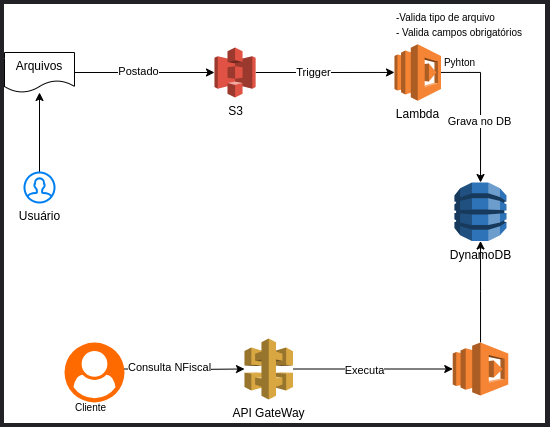 -Valida tipo de arquivo
- Valida campos obrigatórios
Arquivos
Postado
Trigger
Pyhton
S3
Lambda
Grava no DB
Usuário
DynamoDB
Consulta NFiscal
Executa
Cliente
API GateWay